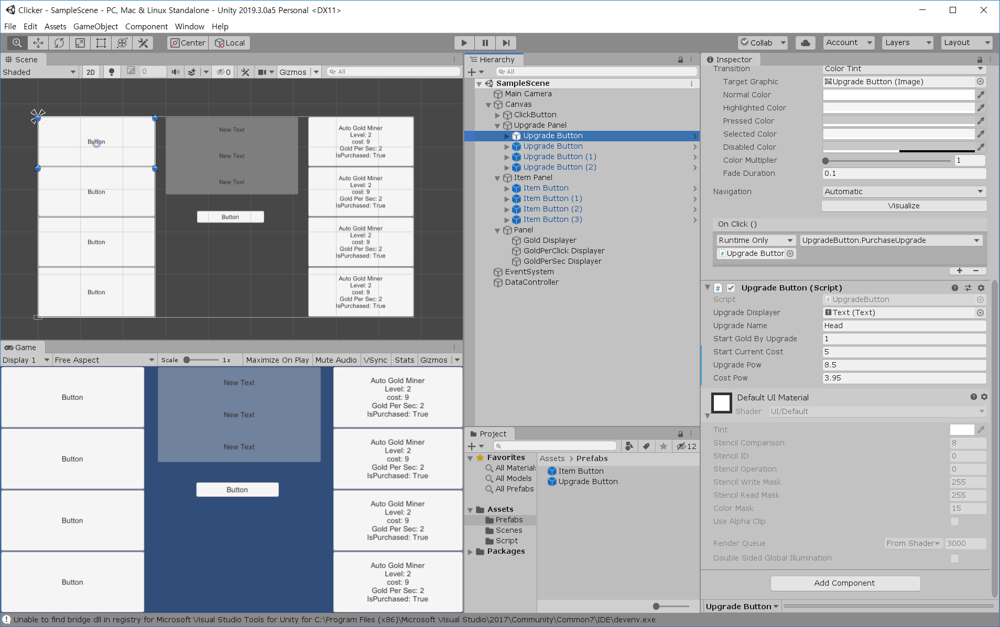 Clicker - SampleScene - PC, Mac & Linux Standalone - Unity 2019.3.0a5 Personal <DX11>
File Edit Assets GameObject Component Window Help
Center Local Collab Account Layers Layout
Scene
Shaded 2D 0 0 Gizmos All
New Text
New Text
New Text
Button
Button
Button
Button
Button
Auto Gold Miner
Level: 2
cost: 9
Gold Per Sec: 2
IsPurchased: True
Auto Gold Miner
Level: 2
cost: 9
Gold Per Sec: 2
IsPurchased: True
Auto Gold Miner
Level: 2
cost: 9
Gold Per Sec: 2
IsPurchased: True
Auto Gold Miner
Level: 2
cost: 9
Gold Per Sec: 2
IsPurchased: True
Game
Display 1 Free Aspect Scale 1x Maximize On Play Mute Audio VSync Stats Gizmos
Button
Button
Button
Button
New Text
New Text
New Text
Button
Auto Gold Miner
Level: 2
cost: 9
Gold Per Sec: 2
IsPurchased: True
Auto Gold Miner
Level: 2
cost: 9
Gold Per Sec: 2
IsPurchased: True
Auto Gold Miner
Level: 2
cost: 9
Gold Per Sec: 2
IsPurchased: True
Auto Gold Miner
Level: 2
cost: 9
Gold Per Sec: 2
IsPurchased: True
Hierarchy
All
SampleScene
Main Camera
Canvas
ClickButton
Upgrade Panel
Upgrade Button
Upgrade Button
Upgrade Button (1)
Upgrade Button (2)
Item Panel
Item Button
Item Button (1)
Item Button (2)
Item Button (3)
Panel
Gold Displayer
GoldPerClick Displayer
GoldPerSec Displayer
EventSystem
DataController
Project
12
Favorites
All Material
All Models
All Prefabs
Assets
Prefabs
Scenes
Script
Packages
Assets > Prefabs
Item Button
Upgrade Button
Inspector
Transition Color Tint
Target Graphic Upgrade Button (Image)
Normal Color
Highlighted Color
Pressed Color
Selected Color
Disabled Color
Color Multiplier 1
Fade Duration 0.1
Navigation Automatic
Visualize
On Click ()
Runtime Only UpgradeButton.PurchaseUpgrade
Upgrade Button
+ −
Upgrade Button (Script)
Script UpgradeButton
Upgrade Displayer Text (Text)
Upgrade Name Head
Start Gold By Upgrade 1
Start Current Cost 5
Upgrade Pow 8.5
Cost Pow 3.95
Default UI Material
Shader UI/Default
Tint
Stencil Comparison 8
Stencil ID 0
Stencil Operation 0
Stencil Write Mask 255
Stencil Read Mask 255
Color Mask 15
Use Alpha Clip
Render Queue From Shader 3000
Double Sided Global Illumination
Add Component
Upgrade Button
Unable to find bridge dll in registry for Microsoft Visual Studio Tools for Unity for C:\Program Files (x86)\Microsoft Visual Studio\2017\Community\Common7\IDE\devenv.exe